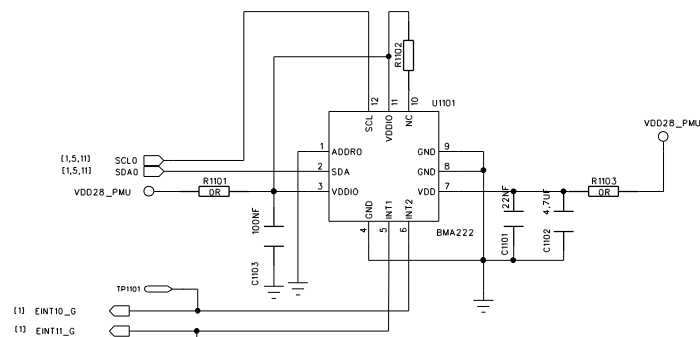 R1102
12
11
10
U1101
SCL
VDDIO
NC
VDD28_PMU
1
ADDRO
GND
9
[1,5,11]
SCL0
[1,5,11]
SDA0
2
SDA
GND
8
VDD28_PMU
R1101
0R
3
VDDIO
VDD
7
R1103
0R
GND
INT1
INT2
4
5
6
BMA222
100NF
C1103
22NF
C1101
4.7UF
C1102
TP1101
[1]
EINT10_G
[1]
EINT11_G